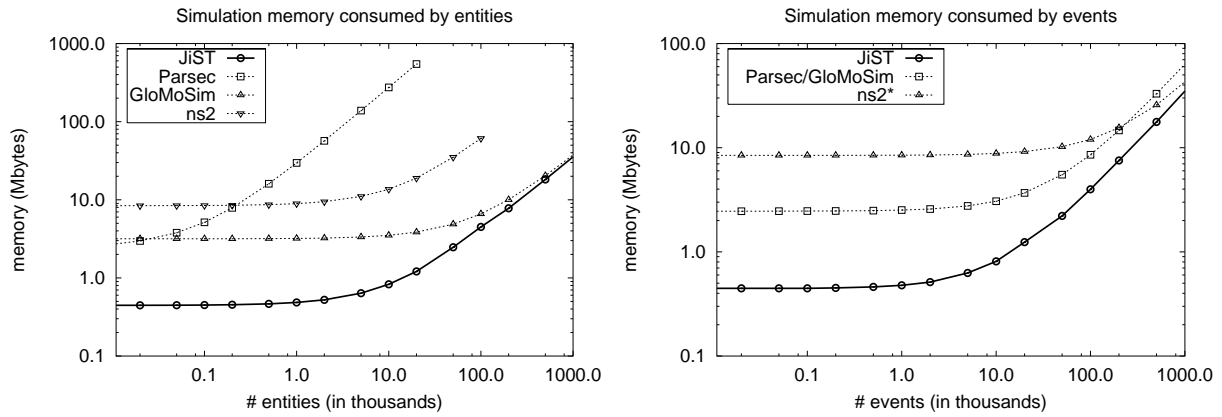 Simulation memory consumed by entities
1000.0
100.0
10.0
1.0
0.1
memory (Mbytes)
JiST
Parsec
GloMoSim
ns2
0.1 1.0 10.0 100.0 1000.0
# entities (in thousands)
Simulation memory consumed by events
100.0
10.0
1.0
0.1
memory (Mbytes)
JiST
Parsec/GloMoSim
ns2*
0.1 1.0 10.0 100.0 1000.0
# events (in thousands)